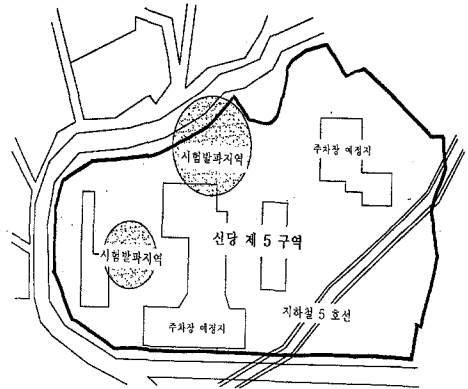 시험발파지역
주차장 예정지
신당 제 5 구역
시험발파지역
지하철 5 호선
주차장 예정지